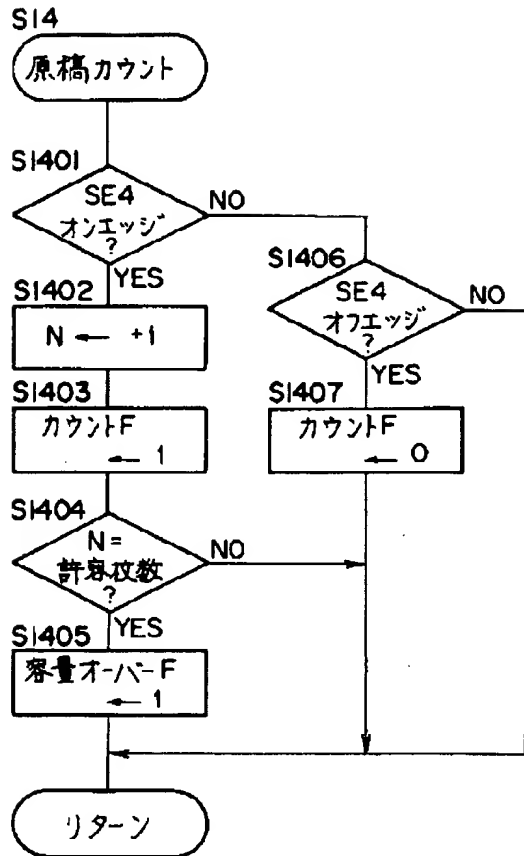 S14
原稿カウント
S1401
SE4
オンエッジ
?
NO
YES
S1402
N ← +1
S1403
カウントF
← 1
S1404
N =
許容枚数
?
NO
YES
S1405
容量オーバーF
← 1
S1406
SE4
オフエッジ
?
NO
YES
S1407
カウントF
← 0
リターン